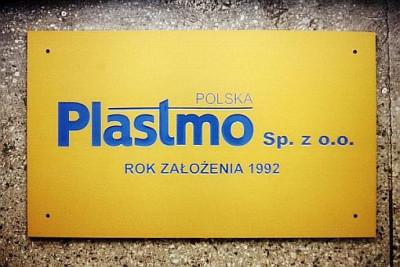 POLSKA
Plastmo Sp. z o.o.
ROK ZAŁOŻENIA 1992